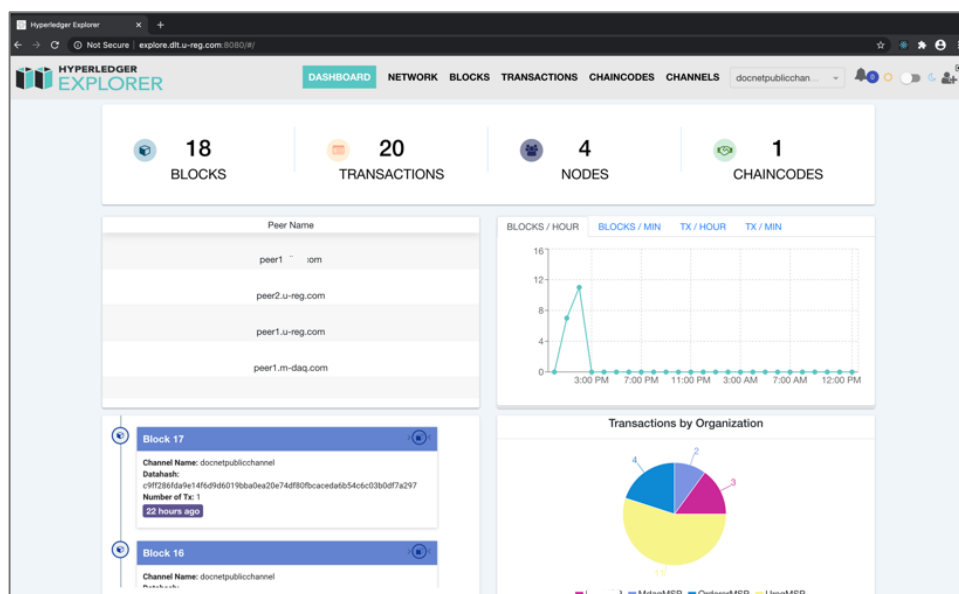 Hyperledger Explorer
Not Secure | explore.dlt.u-reg.com:8080/#/
HYPERLEDGER
EXPLORER
DASHBOARD NETWORK BLOCKS TRANSACTIONS CHAINCODES CHANNELS docnetpublicchan...
18
BLOCKS
20
TRANSACTIONS
4
NODES
1
CHAINCODES
Peer Name
peer1
peer2.u-reg.com
peer1.u-reg.com
peer1.m-daq.com
BLOCKS / HOUR BLOCKS / MIN TX / HOUR TX / MIN
16
12
8
4
0
3:00 PM 7:00 PM 11:00 PM 3:00 AM 7:00 AM 12:00 PM
Block 17
Channel Name: docnetpublicchannel
Datahash:
c9ff286fda9e14f6d9d6019bba0ea20e74df80fbcaceda6b54c6c03b0df7a297
Number of Tx: 1
22 hours ago
Block 16
Channel Name: docnetpublicchannel
Transactions by Organization
2
4
3
MdaqMSP OrdererMSP UregMSP